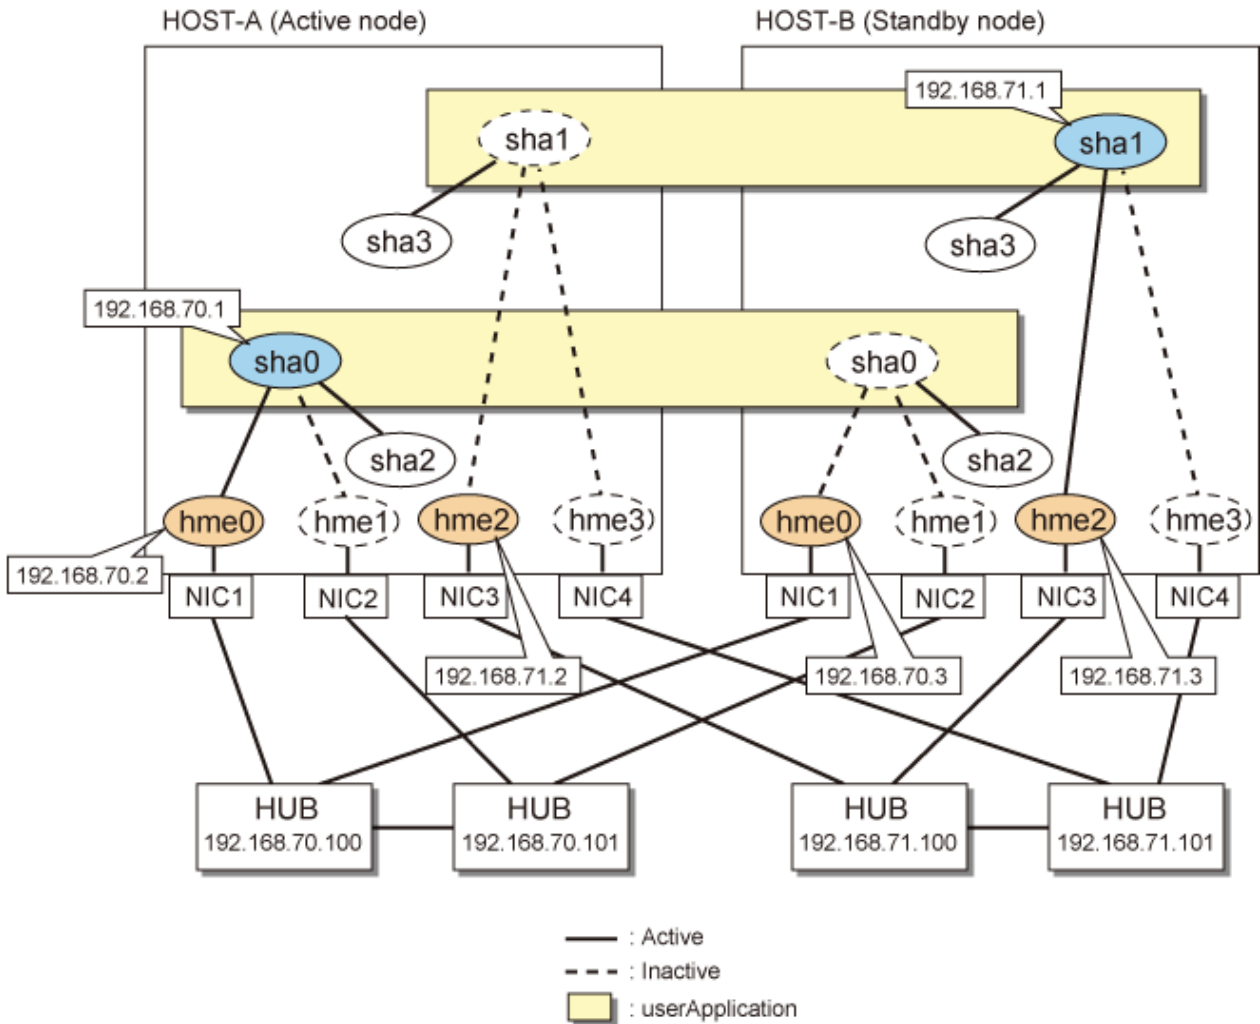 HOST-A (Active node)
HOST-B (Standby node)
192.168.71.1
sha1
sha1
sha3
sha3
192.168.70.1
sha0
sha0
sha2
sha2
hme0
hme1
hme2
hme3
hme0
hme1
hme2
hme3
192.168.70.2
NIC1
NIC2
NIC3
NIC4
NIC1
NIC2
NIC3
NIC4
192.168.71.2
192.168.70.3
192.168.71.3
HUB
192.168.70.100
HUB
192.168.70.101
HUB
192.168.71.100
HUB
192.168.71.101
: Active
: Inactive
: userApplication